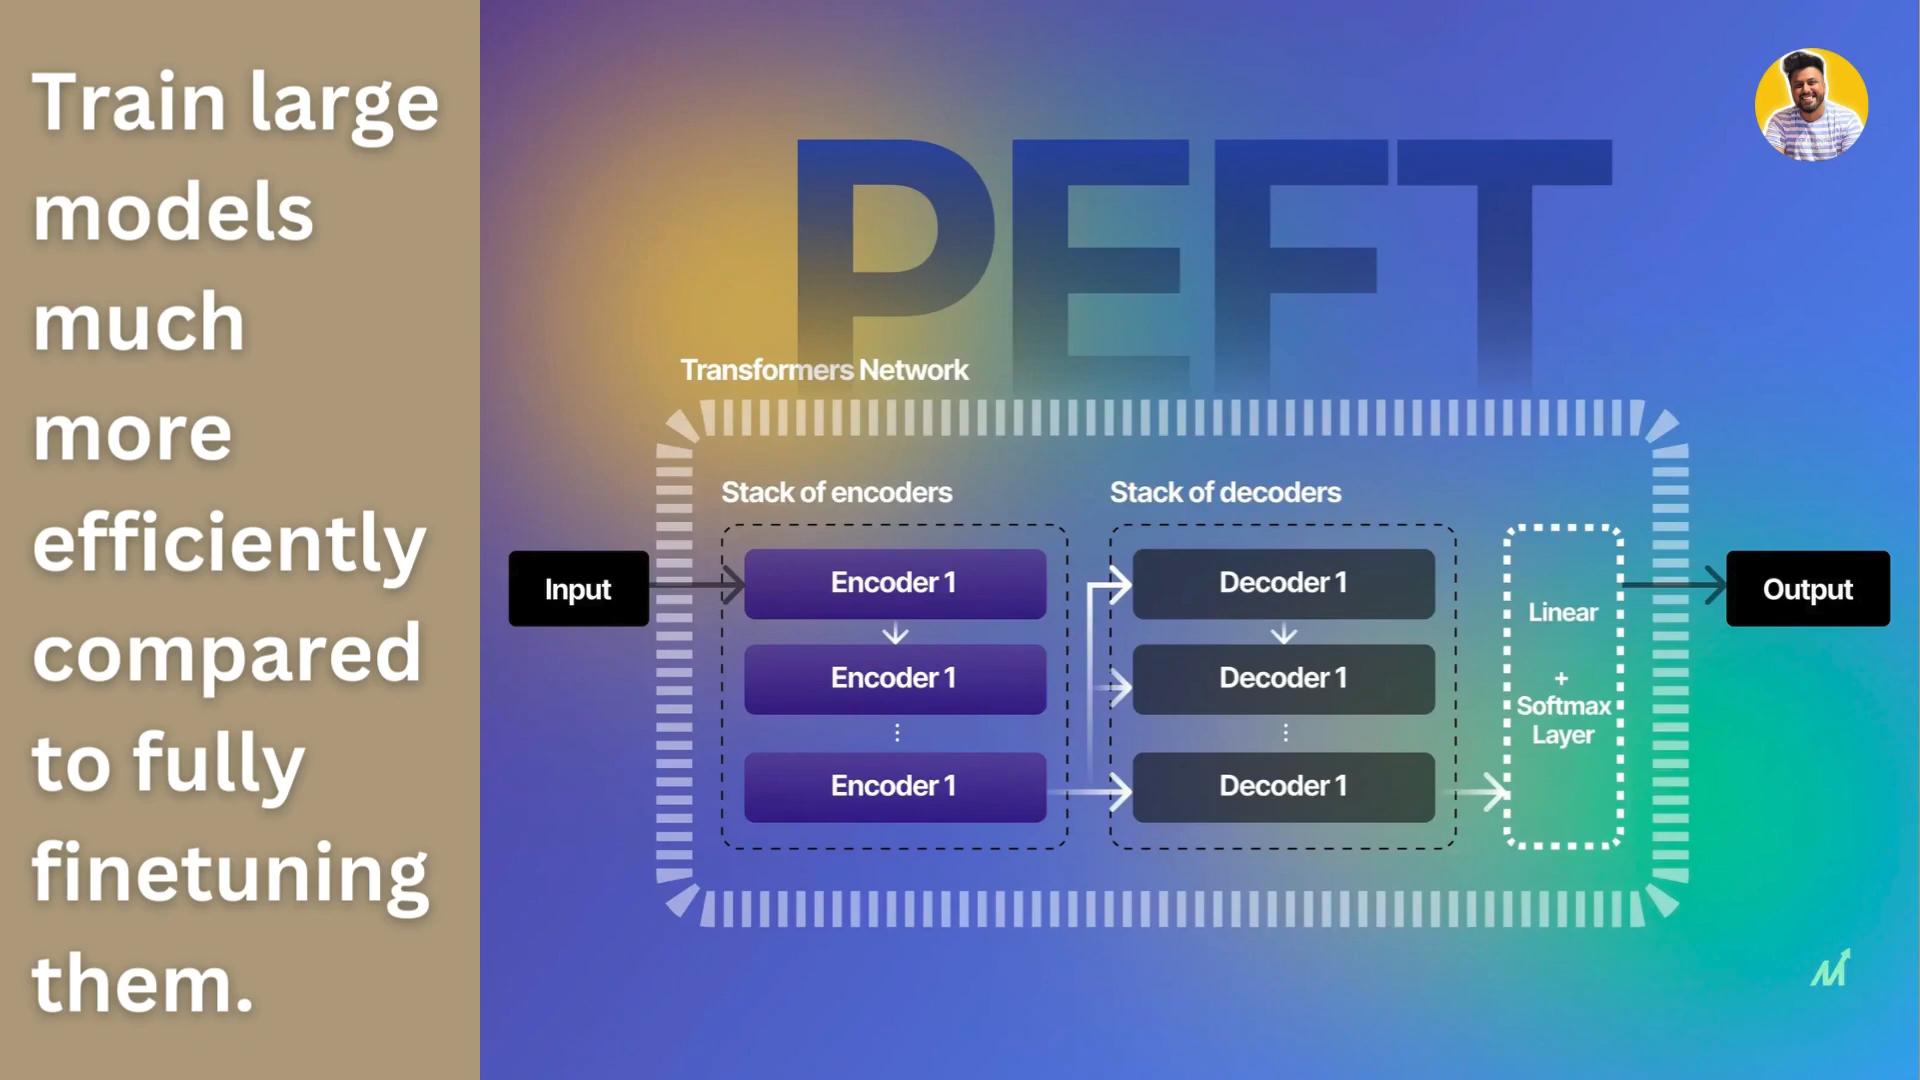 Train large
models
much
more
efficiently
compared
to fully
finetuning
them.
PEFT
Transformers Network
Stack of encoders
Stack of decoders
Input
Encoder 1
Encoder 1
Encoder 1
Decoder 1
Decoder 1
Decoder 1
Linear
+
Softmax
Layer
Output